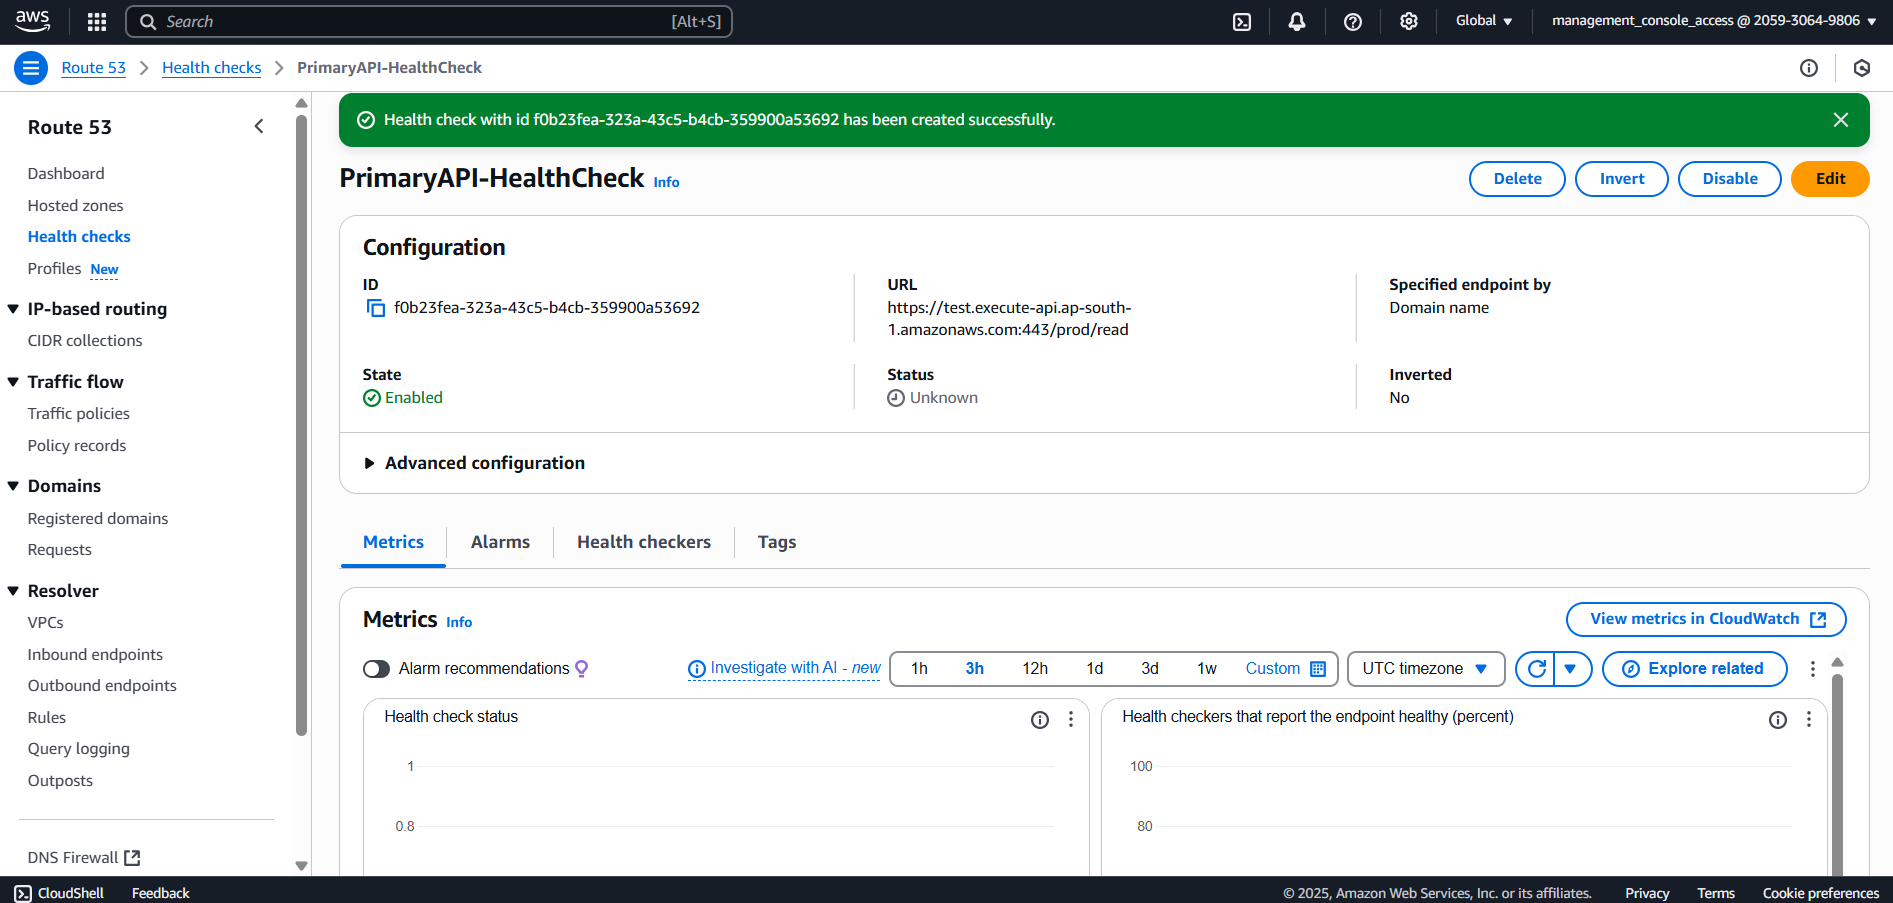 aws
Search [Alt+S]
Global
management_console_access @ 2059-3064-9806
Route 53 > Health checks > PrimaryAPI-HealthCheck
Route 53
Dashboard
Hosted zones
Health checks
Profiles New
IP-based routing
CIDR collections
Traffic flow
Traffic policies
Policy records
Domains
Registered domains
Requests
Resolver
VPCs
Inbound endpoints
Outbound endpoints
Rules
Query logging
Outposts
DNS Firewall
Health check with id f0b23fea-323a-43c5-b4cb-359900a53692 has been created successfully.
PrimaryAPI-HealthCheck Info
Delete
Invert
Disable
Edit
Configuration
ID
f0b23fea-323a-43c5-b4cb-359900a53692
URL
https://test.execute-api.ap-south-
1.amazonaws.com:443/prod/read
Specified endpoint by
Domain name
State
Enabled
Status
Unknown
Inverted
No
Advanced configuration
Metrics
Alarms
Health checkers
Tags
Metrics Info
View metrics in CloudWatch
Alarm recommendations
Investigate with AI - new
1h 3h 12h 1d 3d 1w Custom
UTC timezone
Explore related
Health check status
1
0.8
Health checkers that report the endpoint healthy (percent)
100
80
CloudShell Feedback
© 2025, Amazon Web Services, Inc. or its affiliates. Privacy Terms Cookie preferences